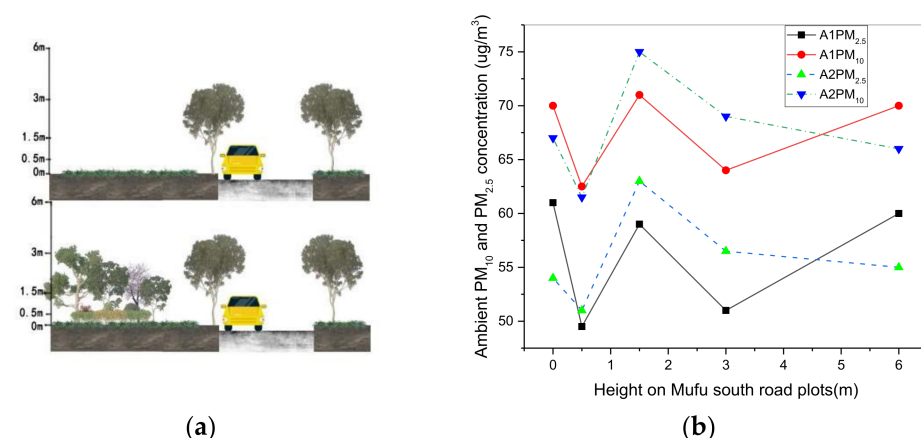 6m
3m
1.5m
0.5m
0m
6m
3m
1.5m
0.5m
0m
(a)
Ambient PM10 and PM2.5 concentration (ug/m3)
75
70
65
60
55
50
0
1
2
3
4
5
6
Height on Mufu south road plots(m)
A1PM2.5
A1PM10
A2PM2.5
A2PM10
(b)